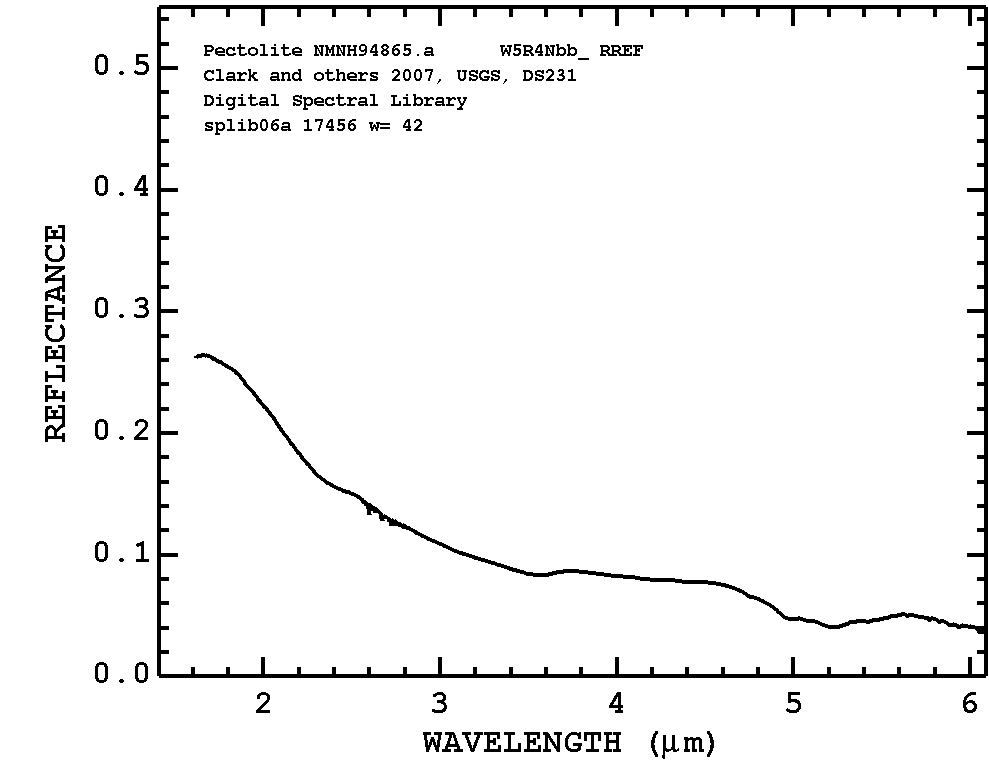 Pectolite NMNH94865.a W5R4Nbb_ RREF
Clark and others 2007, USGS, DS231
Digital Spectral Library
splib06a 17456 w= 42
0.5
0.4
0.3
0.2
0.1
0.0
REFLECTANCE
2 3 4 5 6
WAVELENGTH (μm)